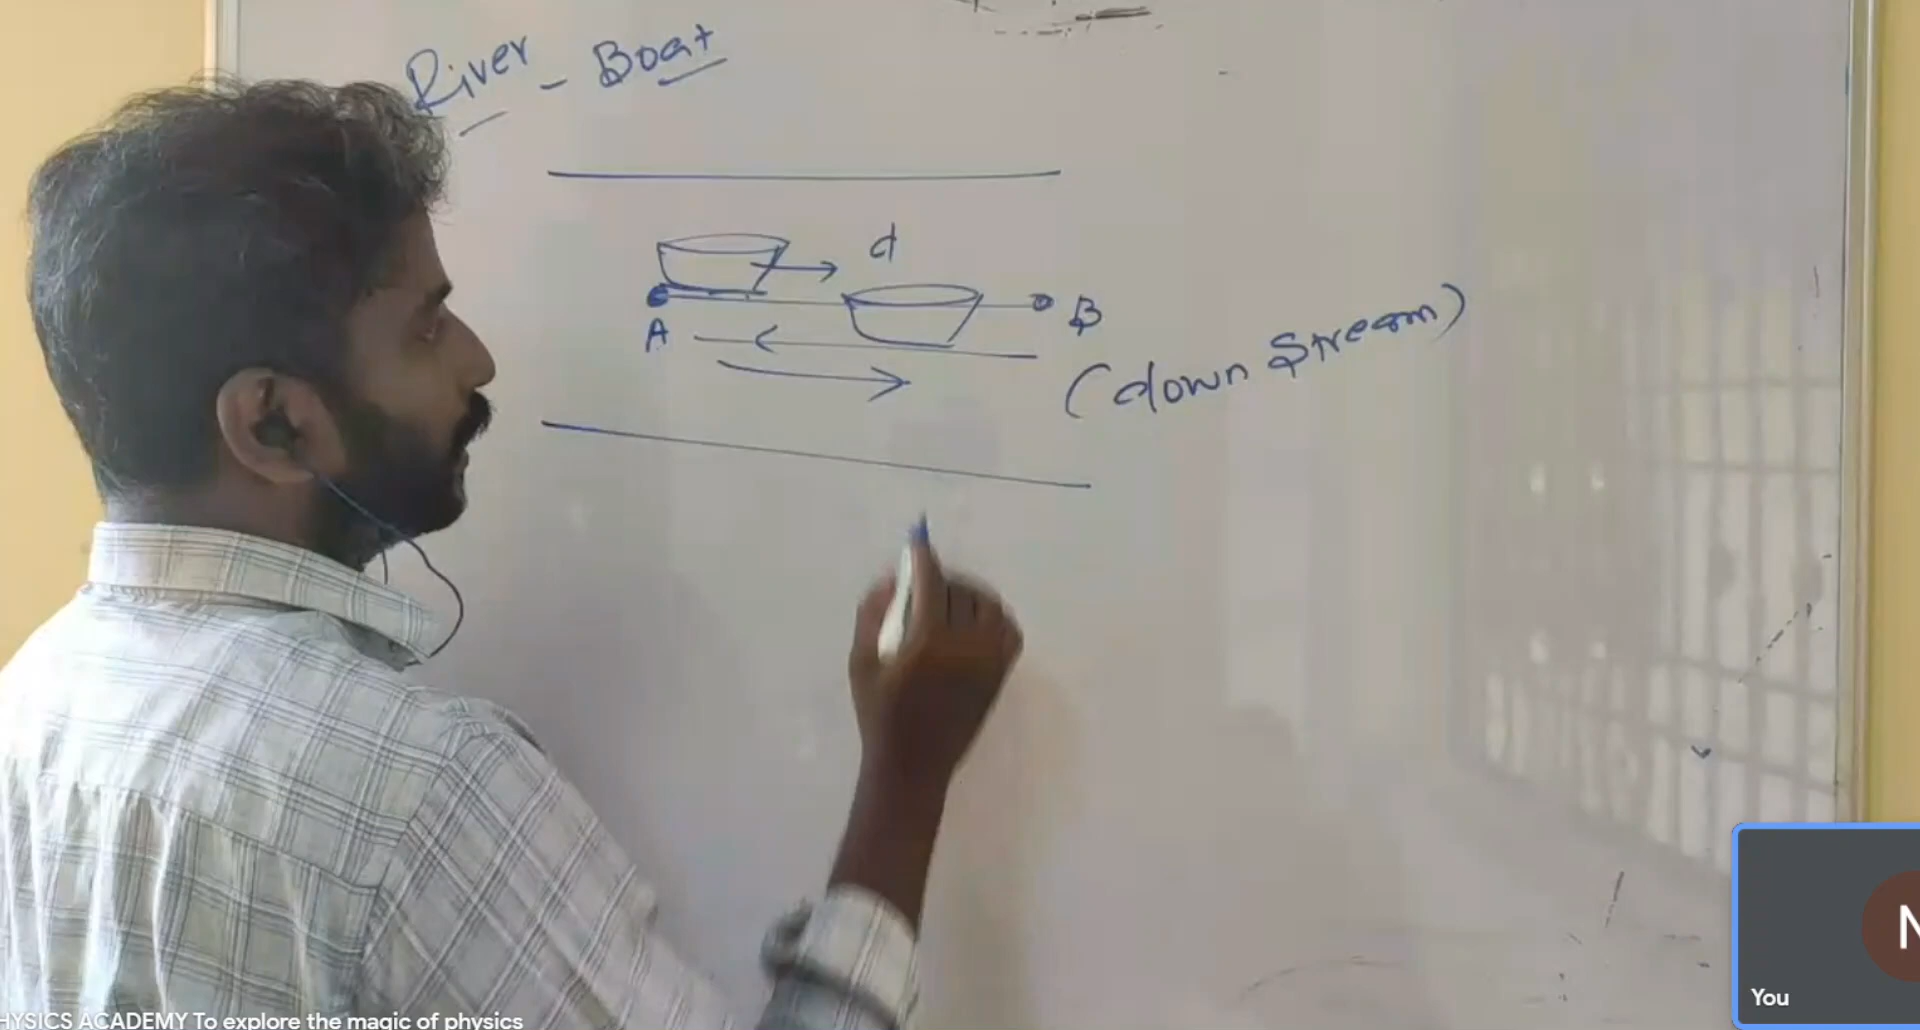 River - Boat
d
A
B
(down stream)
HYSICS ACADEMY To explore the magic of physics
You
N